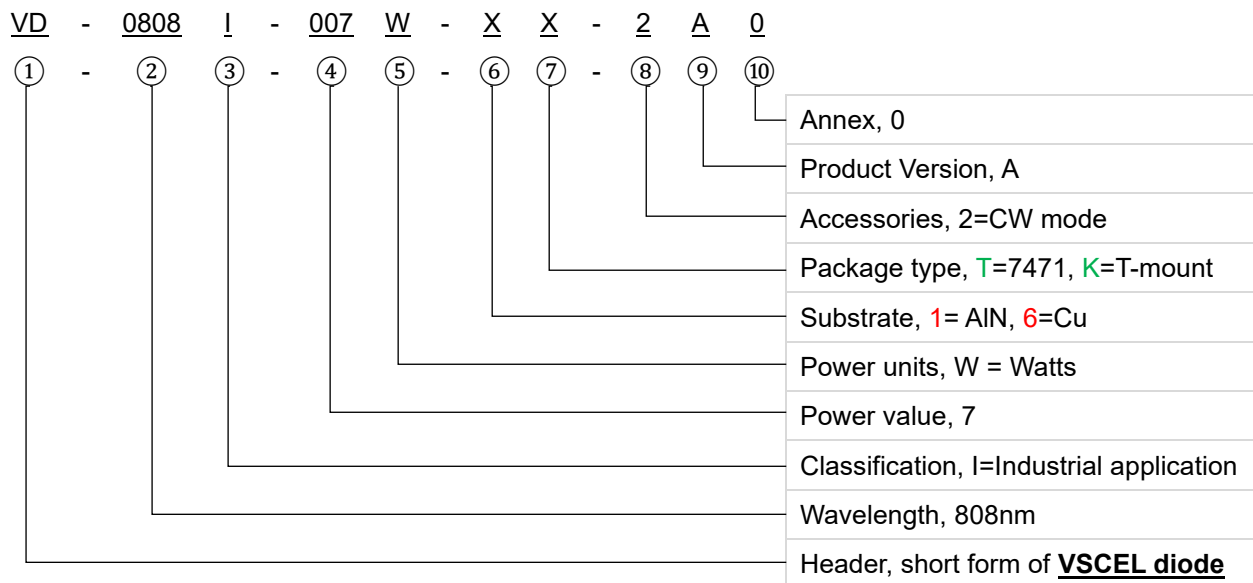 VD - 0808 I - 007 W - X X - 2 A 0
① - ② ③ - ④ ⑤ - ⑥ ⑦ - ⑧ ⑨ ⑩
Annex, 0
Product Version, A
Accessories, 2=CW mode
Package type, T=7471, K=T-mount
Substrate, 1= AlN, 6=Cu
Power units, W = Watts
Power value, 7
Classification, I=Industrial application
Wavelength, 808nm
Header, short form of VSCEL diode